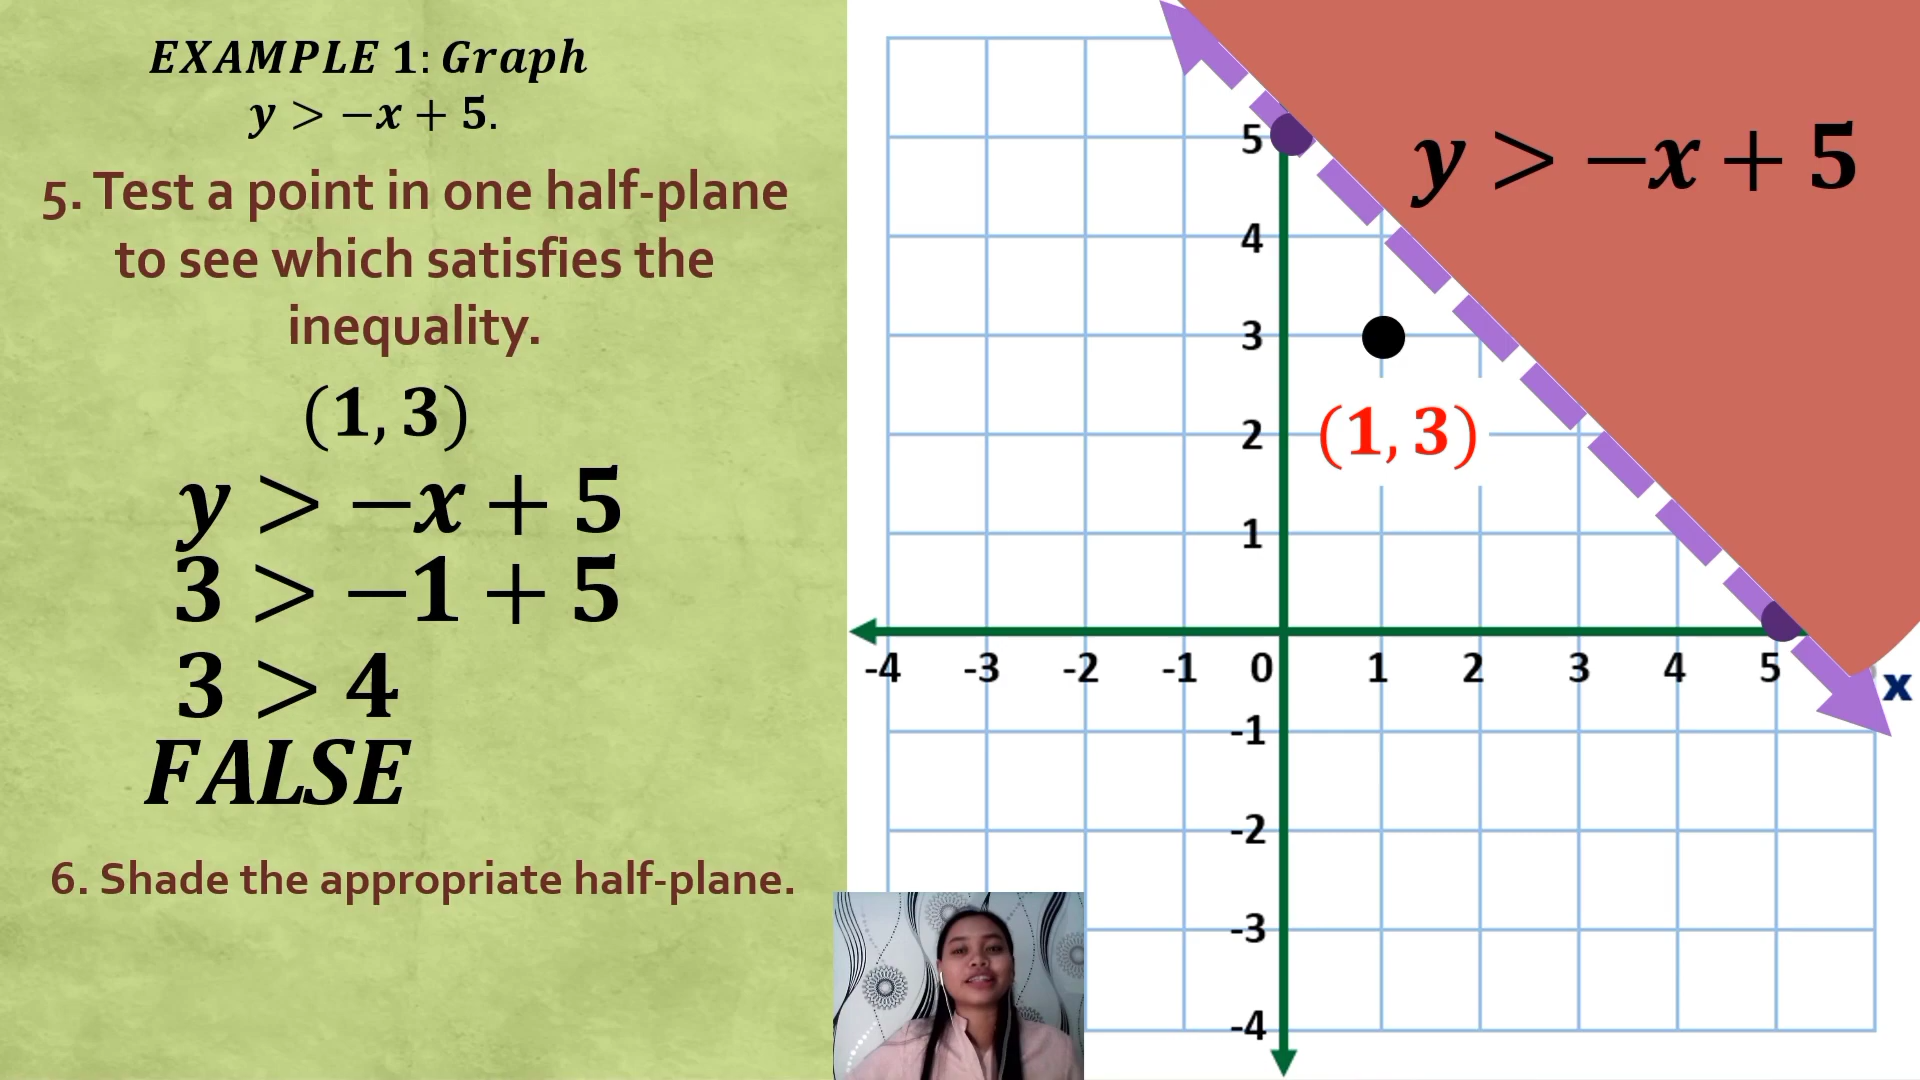 EXAMPLE 1: Graph
y > −x + 5.
5. Test a point in one half-plane
to see which satisfies the
inequality.
(1, 3)
y > −x + 5
3 > −1 + 5
3 > 4
FALSE
6. Shade the appropriate half-plane.
y > −x + 5
5
4
3
(1, 3)
2
1
-4 -3 -2 -1 0 1 2 3 4 5 x
-1
-2
-3
-4